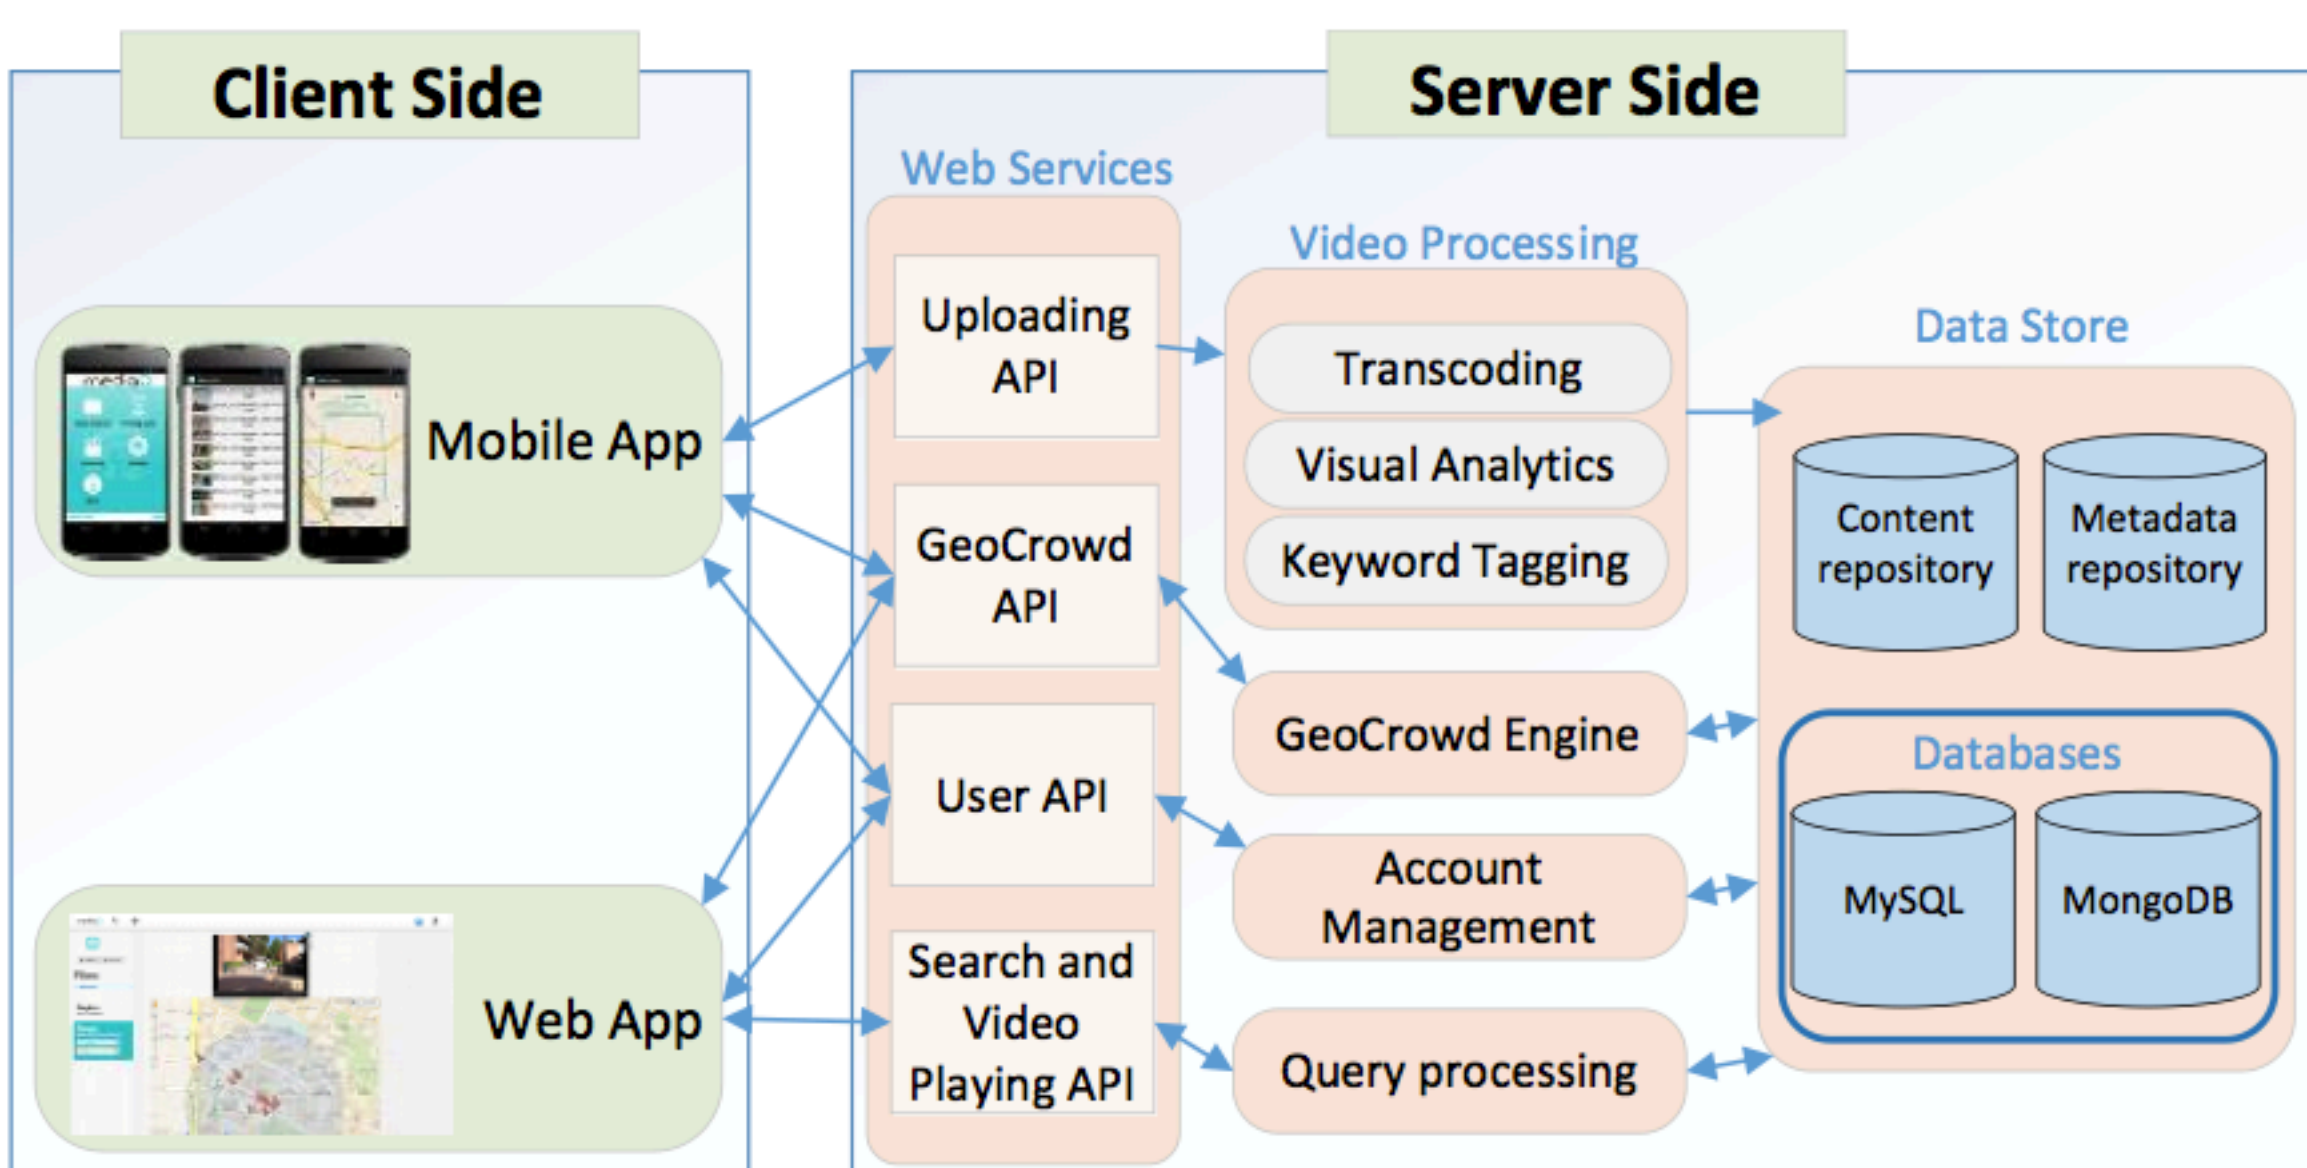 Client Side
Server Side
Web Services
Uploading
API
GeoCrowd
API
User API
Search and
Video
Playing API
Video Processing
Transcoding
Visual Analytics
Keyword Tagging
GeoCrowd Engine
Account
Management
Query processing
Data Store
Content
repository
Metadata
repository
Databases
MySQL
MongoDB
Mobile App
Web App